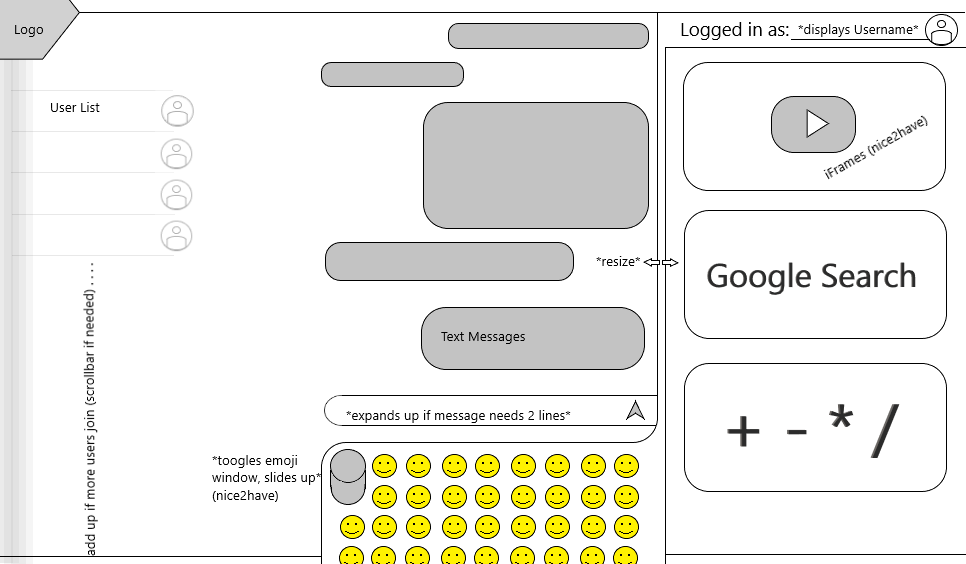 Logo
Logged in as: *displays Username*
User List
iFrames (nice2have)
*resize*
Google Search
Text Messages
*expands up if message needs 2 lines*
+ - * /
*toogles emoji
window, slides up*
(nice2have)
add up if more users join (scrollbar if needed) . . . .